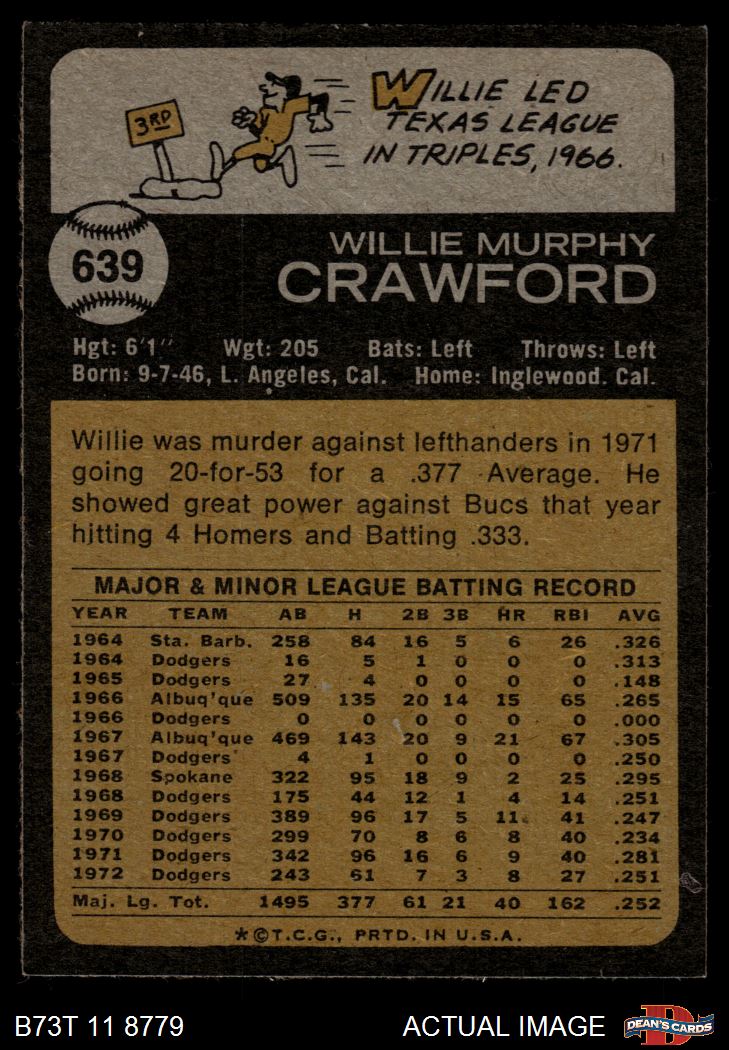 3RD
WILLIE LED
TEXAS LEAGUE
IN TRIPLES, 1966.
639
WILLIE MURPHY
CRAWFORD
Hgt: 6'1" Wgt: 205 Bats: Left Throws: Left
Born: 9-7-46, L. Angeles, Cal. Home: Inglewood. Cal.
Willie was murder against lefthanders in 1971
going 20-for-53 for a .377 Average. He
showed great power against Bucs that year
hitting 4 Homers and Batting .333.
MAJOR & MINOR LEAGUE BATTING RECORD
YEAR TEAM AB H 2B 3B HR RBI AVG
1964 Sta. Barb. 258 84 16 5 6 26 .326
1964 Dodgers 16 5 1 0 0 0 .313
1965 Dodgers 27 4 0 0 0 0 .148
1966 Albuq'que 509 135 20 14 15 65 .265
1966 Dodgers 0 0 0 0 0 0 .000
1967 Albuq'que 469 143 20 9 21 67 .305
1967 Dodgers 4 1 0 0 0 0 .250
1968 Spokane 322 95 18 9 2 25 .295
1968 Dodgers 175 44 12 1 4 14 .251
1969 Dodgers 389 96 17 5 11 41 .247
1970 Dodgers 299 70 8 6 8 40 .234
1971 Dodgers 342 96 16 6 9 40 .281
1972 Dodgers 243 61 7 3 8 27 .251
Maj. Lg. Tot. 1495 377 61 21 40 162 .252
*©T.C.G., PRTD. IN U.S.A.
B73T 11 8779 ACTUAL IMAGE DEAN'S CARDS